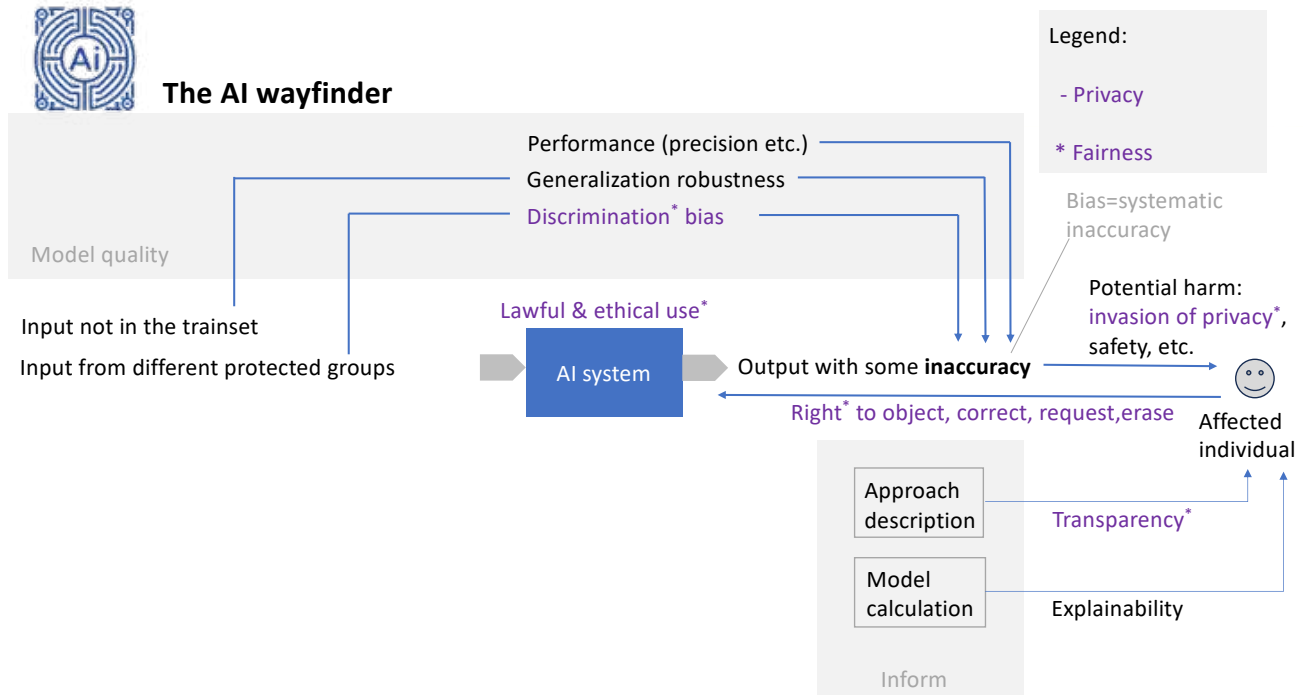 Ai
The AI wayfinder
Legend:
- Privacy
* Fairness
Performance (precision etc.)
Generalization robustness
Discrimination* bias
Model quality
Bias=systematic
inaccuracy
Input not in the trainset
Input from different protected groups
Lawful & ethical use*
AI system
Output with some inaccuracy
Potential harm:
invasion of privacy*,
safety, etc.
Right* to object, correct, request,erase
Affected
individual
Approach
description
Transparency*
Model
calculation
Explainability
Inform